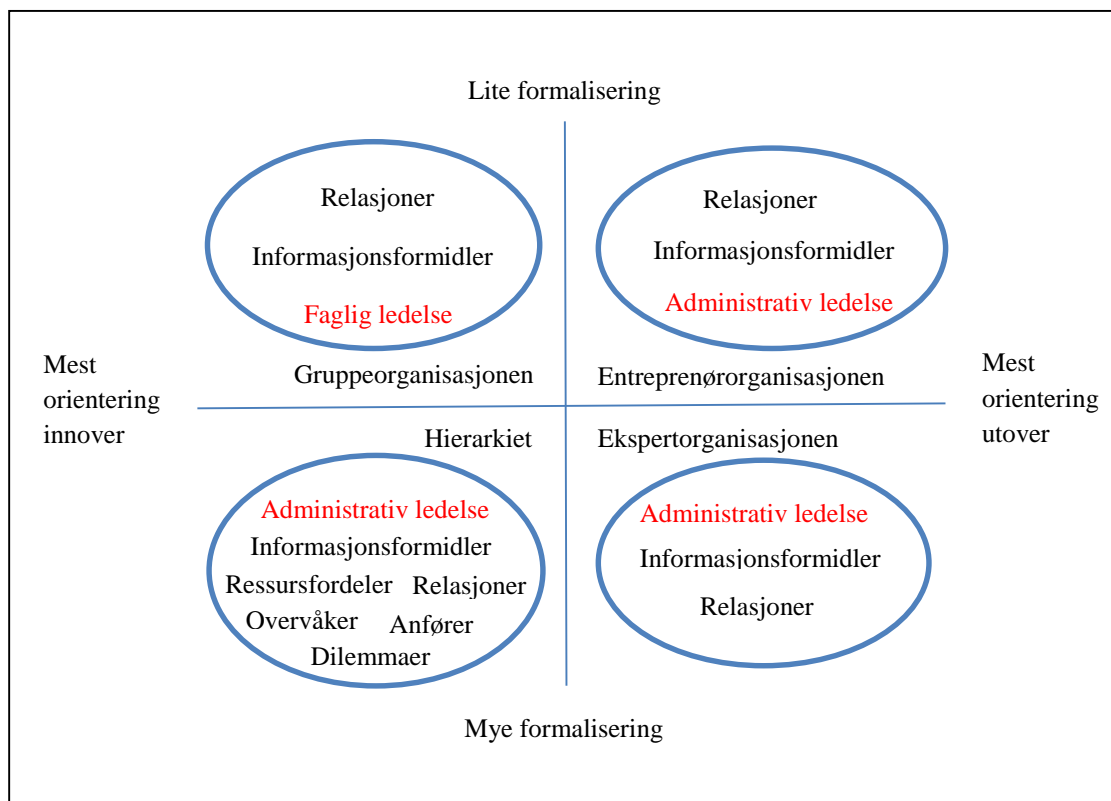 Lite formalisering
Relasjoner
Informasjonsformidler
Faglig ledelse
Relasjoner
Informasjonsformidler
Administrativ ledelse
Gruppeorganisasjonen
Entreprenørorganisasjonen
Mest
orientering
innover
Mest
orientering
utover
Hierarkiet
Ekspertorganisasjonen
Administrativ ledelse
Informasjonsformidler
Ressursfordeler Relasjoner
Overvåker Anfører
Dilemmaer
Administrativ ledelse
Informasjonsformidler
Relasjoner
Mye formalisering